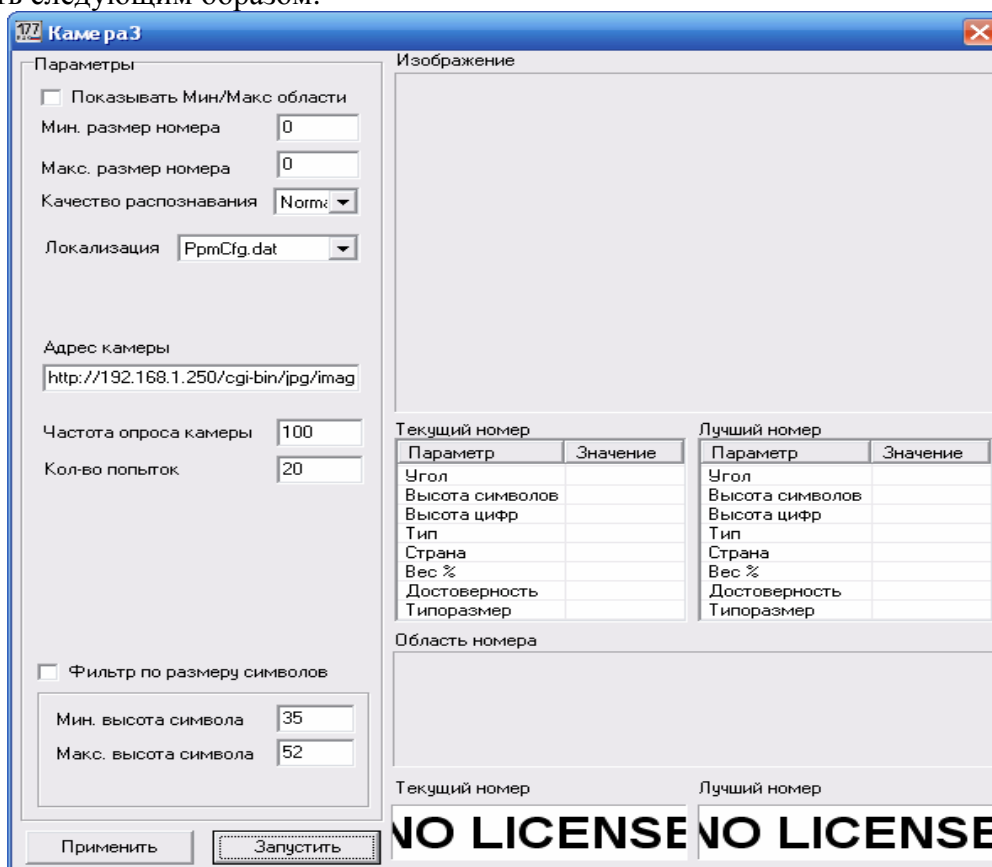 следующим образом:
177 Камера3
Параметры
Показывать Мин/Макс области
Мин. размер номера 0
Макс. размер номера 0
Качество распознавания Norma
Локализация PpmCfg.dat
Адрес камеры
http://192.168.1.250/cgi-bin/jpg/imag
Частота опроса камеры 100
Кол-во попыток 20
Фильтр по размеру символов
Мин. высота символа 35
Макс. высота символа 52
Применить Запустить
Изображение
Текущий номер
Параметр Значение
Угол
Высота символов
Высота цифр
Тип
Страна
Вес %
Достоверность
Типоразмер
Лучший номер
Параметр Значение
Угол
Высота символов
Высота цифр
Тип
Страна
Вес %
Достоверность
Типоразмер
Область номера
Текущий номер
NO LICENSE
Лучший номер
NO LICENSE